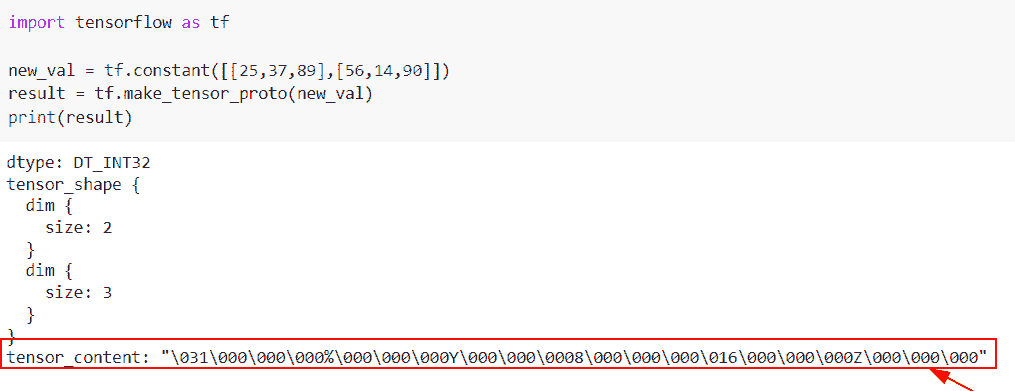 import tensorflow as tf
new_val = tf.constant([[25,37,89],[56,14,90]])
result = tf.make_tensor_proto(new_val)
print(result)
dtype: DT_INT32
tensor_shape {
  dim {
    size: 2
  }
  dim {
    size: 3
  }
}
tensor_content: "\031\000\000\000%\000\000\000Y\000\000\0008\000\000\000\016\000\000\000Z\000\000\000"